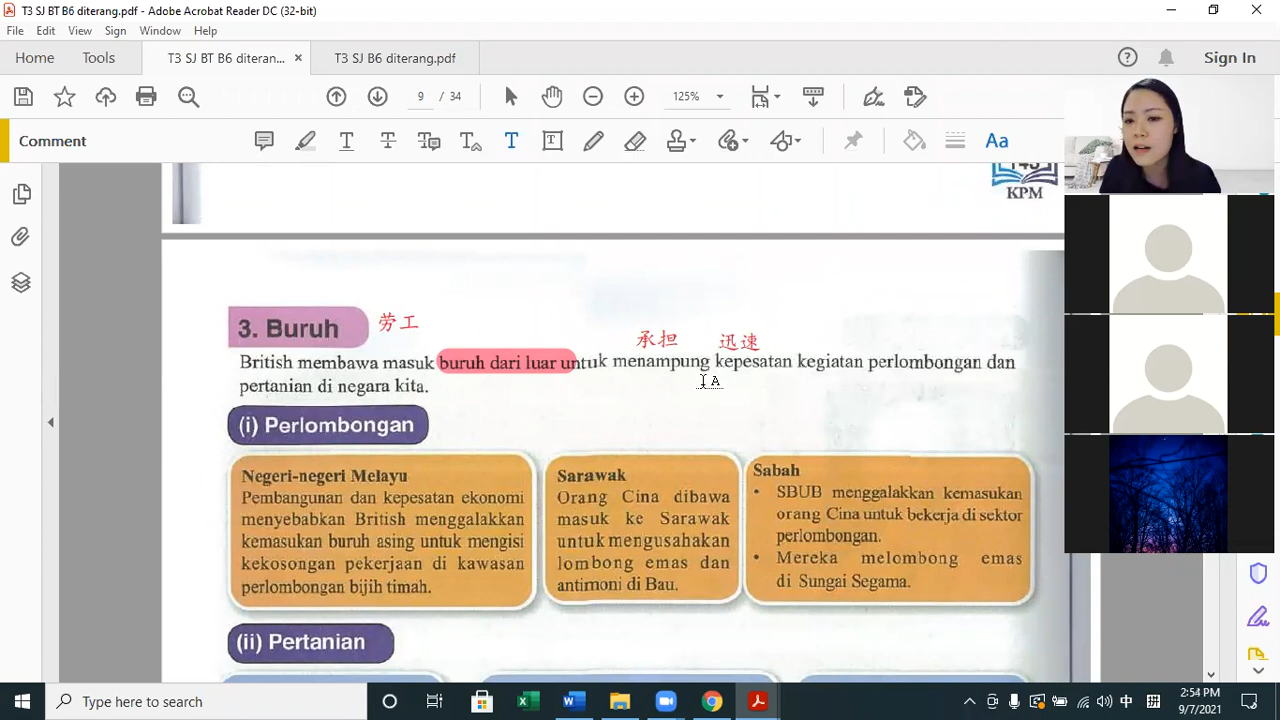 T3 SJ BT B6 diterang.pdf - Adobe Acrobat Reader DC (32-bit)
File Edit View Sign Window Help
Home Tools T3 SJ BT B6 diteran... × T3 SJ B6 diterang.pdf Sign In
9 / 34 125%
Comment
KPM
3. Buruh 劳工
承担 迅速
British membawa masuk buruh dari luar untuk menampung kepesatan kegiatan perlombongan dan
pertanian di negara kita.
(i) Perlombongan
Negeri-negeri Melayu
Pembangunan dan kepesatan ekonomi
menyebabkan British menggalakkan
kemasukan buruh asing untuk mengisi
kekosongan pekerjaan di kawasan
perlombongan bijih timah.
Sarawak
Orang Cina dibawa
masuk ke Sarawak
untuk mengusahakan
lombong emas dan
antimoni di Bau.
Sabah
• SBUB menggalakkan kemasukan
orang Cina untuk bekerja di sektor
perlombongan.
• Mereka melombong emas
di Sungai Segama.
(ii) Pertanian
Type here to search
中 拼
2:54 PM
9/7/2021